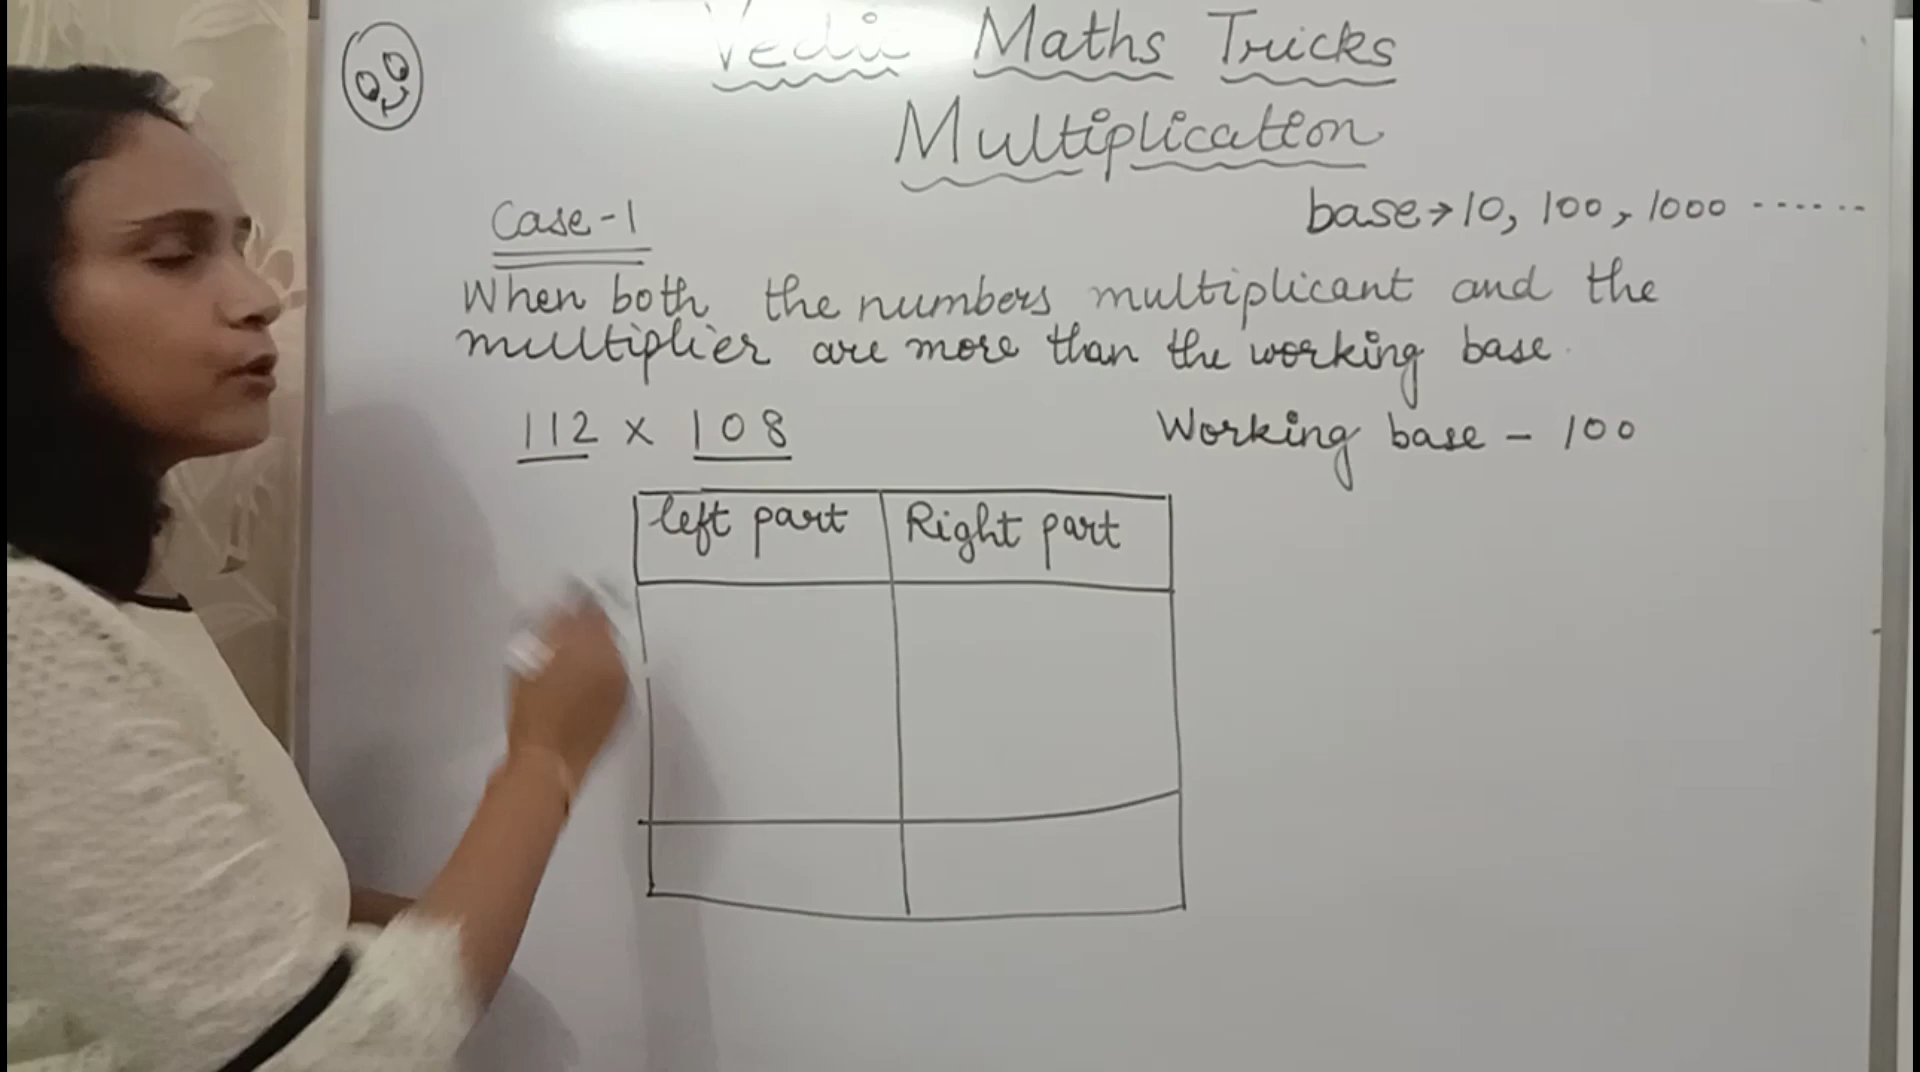 Vedic Maths Tricks
Multiplication
Case-1
base→10, 100, 1000 ······
When both the numbers multiplicant and the
multiplier are more than the working base.
112 x 108
Working base - 100
left part
Right part